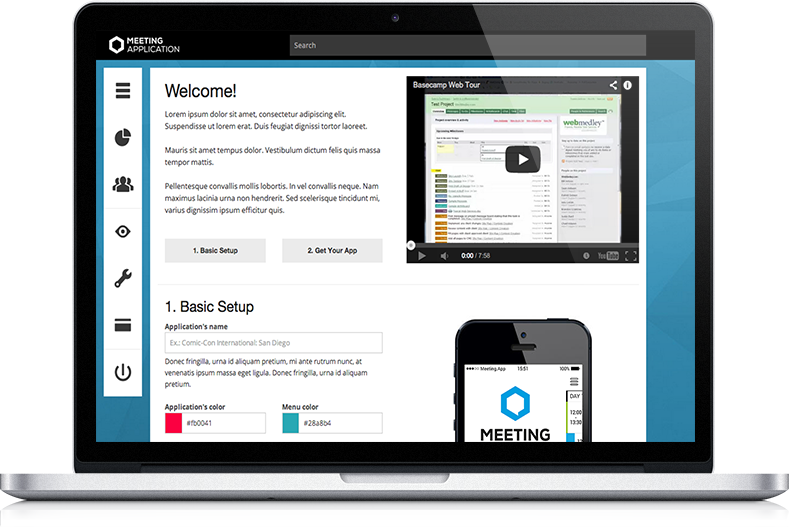 MEETING
APPLICATION
Search
Welcome!
Lorem ipsum dolor sit amet, consectetur adipiscing elit.
Suspendisse ut lorem erat. Duis feugiat dignissi tortor laoreet.
Mauris sit amet tempus dolor. Vestibulum dictum felis quis massa
tempor mattis.
Pellentesque convallis mollis lobortis. In vel convallis neque. Nam
maximus lacinia urna non hendrerit. Sed scelerisque tincidunt mi,
varius dignissim ipsum efficitur quis.
1. Basic Setup
2. Get Your App
Basecamp Web Tour
Test Project
webmedley
0:00 / 7:58
YouTube
1. Basic Setup
Application's name
Ex.: Comic-Con International: San Diego
Donec fringilla, urna id aliquam pretium, mi ante rutrum nunc, at
venenatis ipsum massa eget ligula. Donec fringilla, urna id aliquam
pretium.
Application's color
Menu color
#fb0041
#28a8b4
Meeting App
15:51
100%
MEETING
DAY
12:00
13:30
12:0